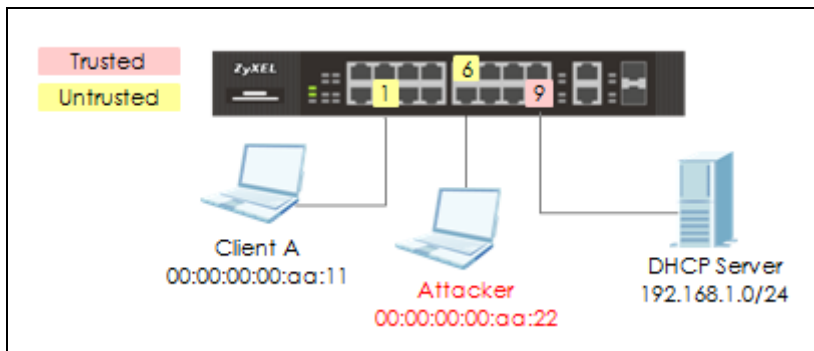 Trusted
Untrusted
ZyXEL
1
6
9
Client A
00:00:00:00:aa:11
Attacker
00:00:00:00:aa:22
DHCP Server
192.168.1.0/24